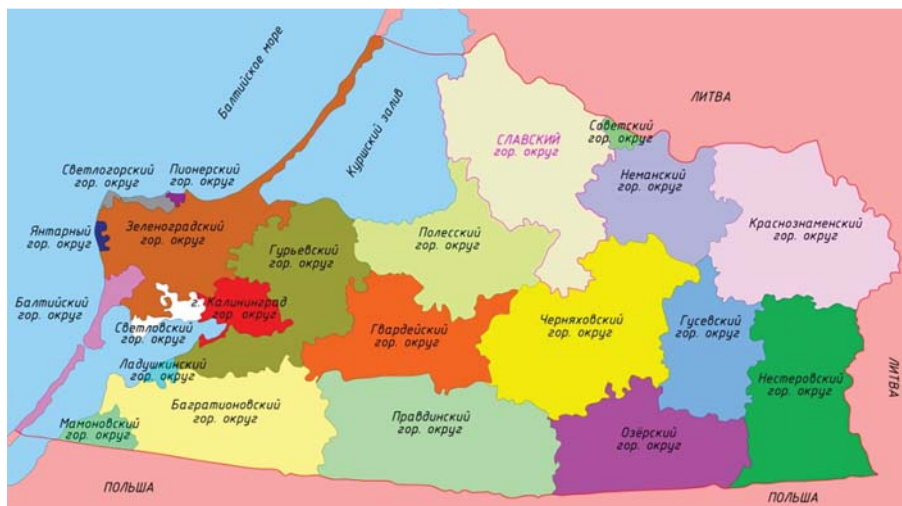 Балтийское море
Куршский залив
ЛИТВА
СЛАВСКИЙ
гор. округ
Советский
гор. округ
Светлогорский
гор. округ
Пионерский
гор. округ
Неманский
гор. округ
Янтарный
гор. округ
Зеленоградский
гор. округ
Гурьевский
гор. округ
Полесский
гор. округ
Краснознаменский
гор. округ
Балтийский
гор. округ
г. Калининград
гор. округ
Светловский
гор. округ
Гвардейский
гор. округ
Черняховский
гор. округ
Гусевский
гор. округ
Ладушкинский
гор. округ
Нестеровский
гор. округ
ЛИТВА
Мамоновский
гор. округ
Багратионовский
гор. округ
Правдинский
гор. округ
Озёрский
гор. округ
ПОЛЬША
ПОЛЬША